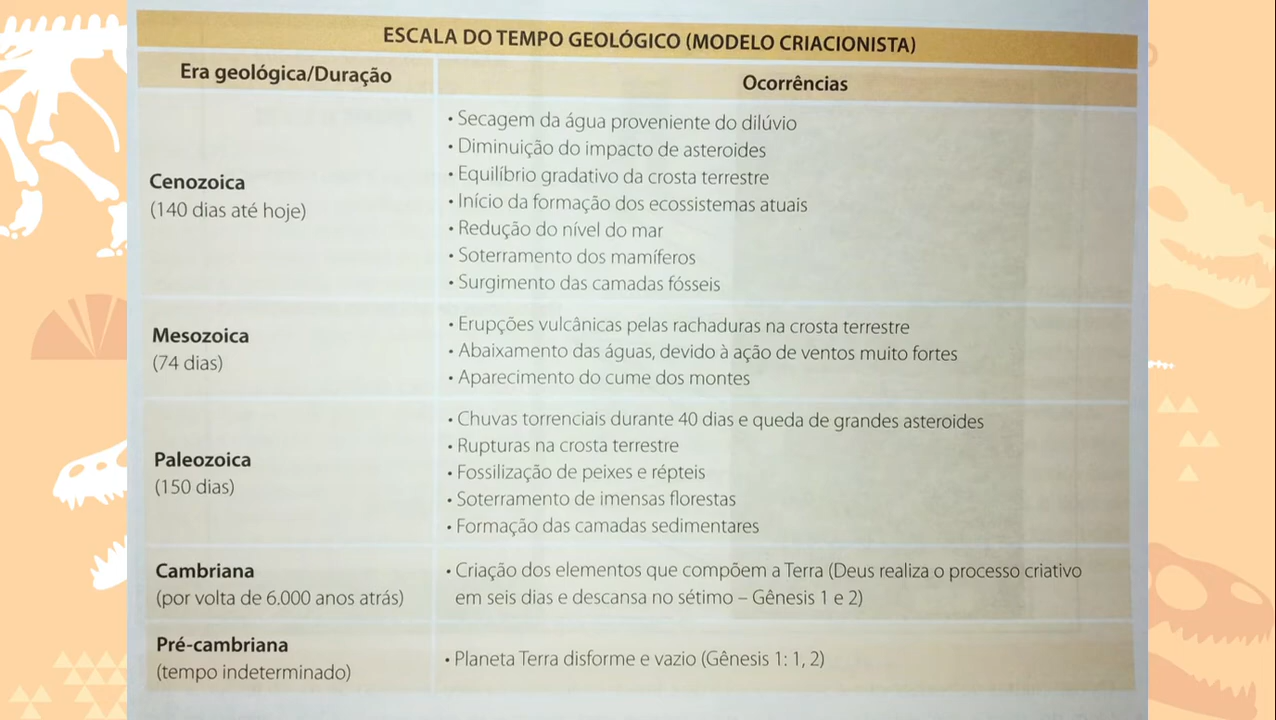 ESCALA DO TEMPO GEOLÓGICO (MODELO CRIACIONISTA)
Era geológica/Duração
Ocorrências
Cenozoica
(140 dias até hoje)
• Secagem da água proveniente do dilúvio
• Diminuição do impacto de asteroides
• Equilíbrio gradativo da crosta terrestre
• Início da formação dos ecossistemas atuais
• Redução do nível do mar
• Soterramento dos mamíferos
• Surgimento das camadas fósseis
Mesozoica
(74 dias)
• Erupções vulcânicas pelas rachaduras na crosta terrestre
• Abaixamento das águas, devido à ação de ventos muito fortes
• Aparecimento do cume dos montes
Paleozoica
(150 dias)
• Chuvas torrenciais durante 40 dias e queda de grandes asteroides
• Rupturas na crosta terrestre
• Fossilização de peixes e répteis
• Soterramento de imensas florestas
• Formação das camadas sedimentares
Cambriana
(por volta de 6.000 anos atrás)
• Criação dos elementos que compõem a Terra (Deus realiza o processo criativo
em seis dias e descansa no sétimo – Gênesis 1 e 2)
Pré-cambriana
(tempo indeterminado)
• Planeta Terra disforme e vazio (Gênesis 1: 1, 2)